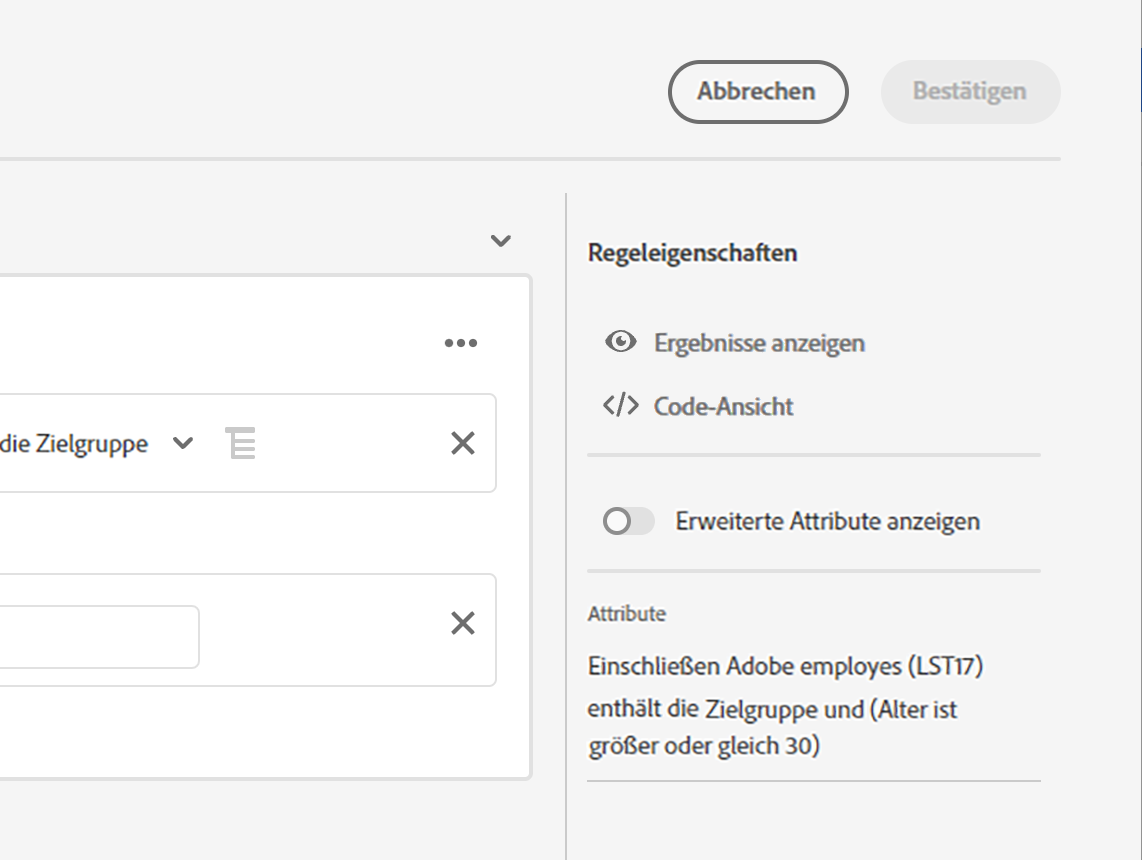 Abbrechen
Bestätigen
Regeleigenschaften
Ergebnisse anzeigen
Code-Ansicht
die Zielgruppe
Erweiterte Attribute anzeigen
Attribute
Einschließen Adobe employes (LST17)
enthält die Zielgruppe und (Alter ist
größer oder gleich 30)